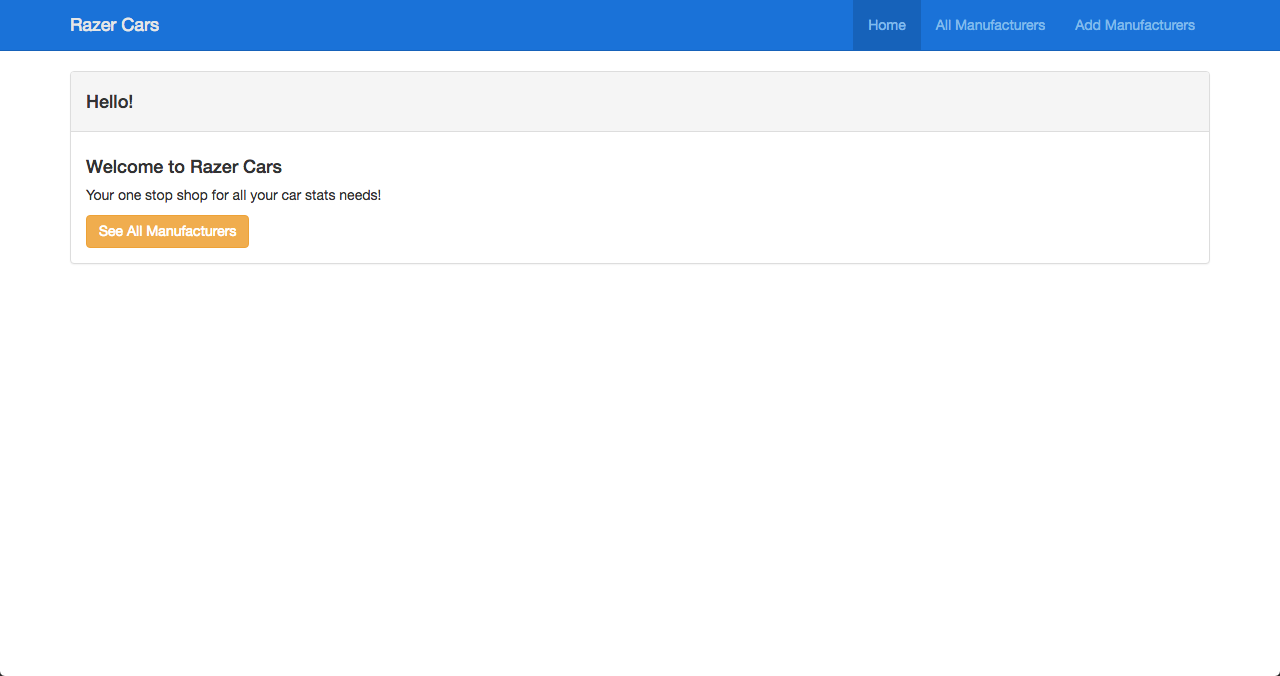 Razer Cars
Home
All Manufacturers
Add Manufacturers
Hello!
Welcome to Razer Cars
Your one stop shop for all your car stats needs!
See All Manufacturers